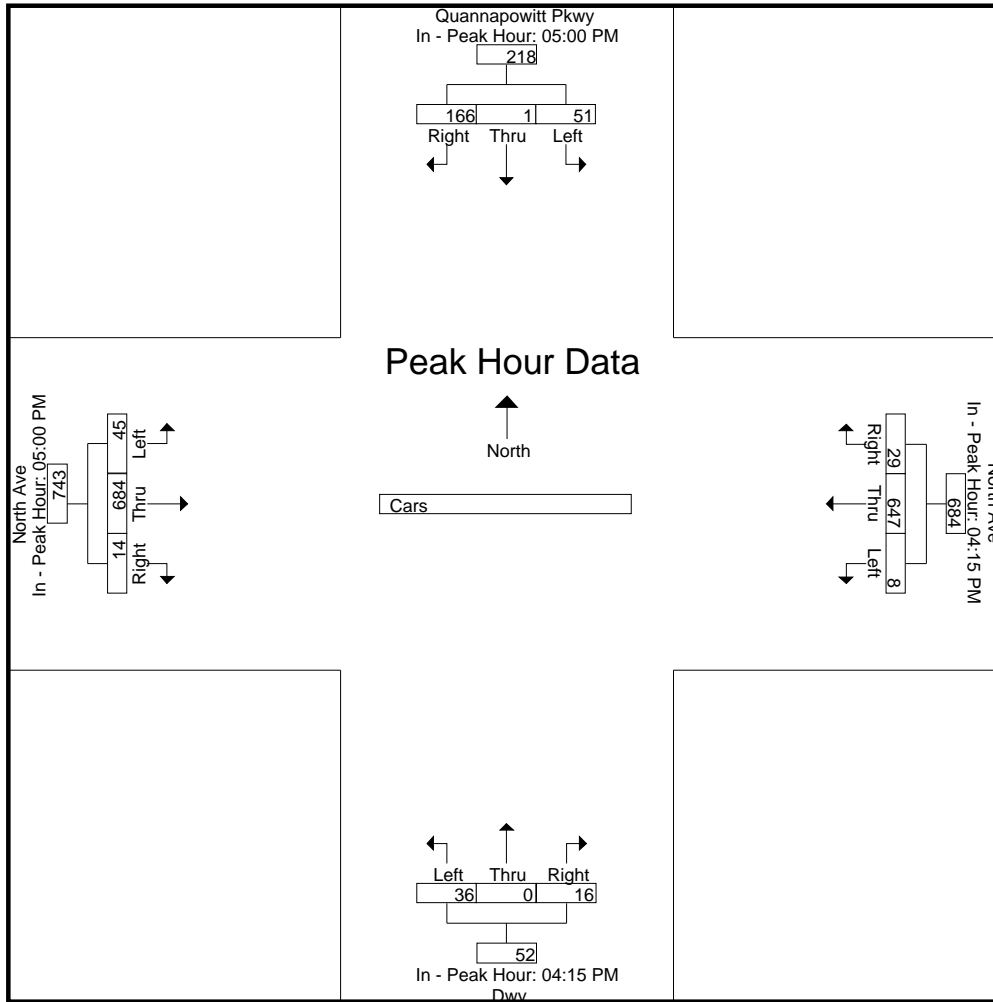 Quannapowitt Pkwy
In - Peak Hour: 05:00 PM
218
166 1 51
Right Thru Left
Peak Hour Data
North
Cars
North Ave
In - Peak Hour: 05:00 PM
743
45 684 14
Left Thru Right
North Ave
In - Peak Hour: 04:15 PM
684
29 647 8
Right Thru Left
Left Thru Right
36 0 16
52
In - Peak Hour: 04:15 PM
Dwy